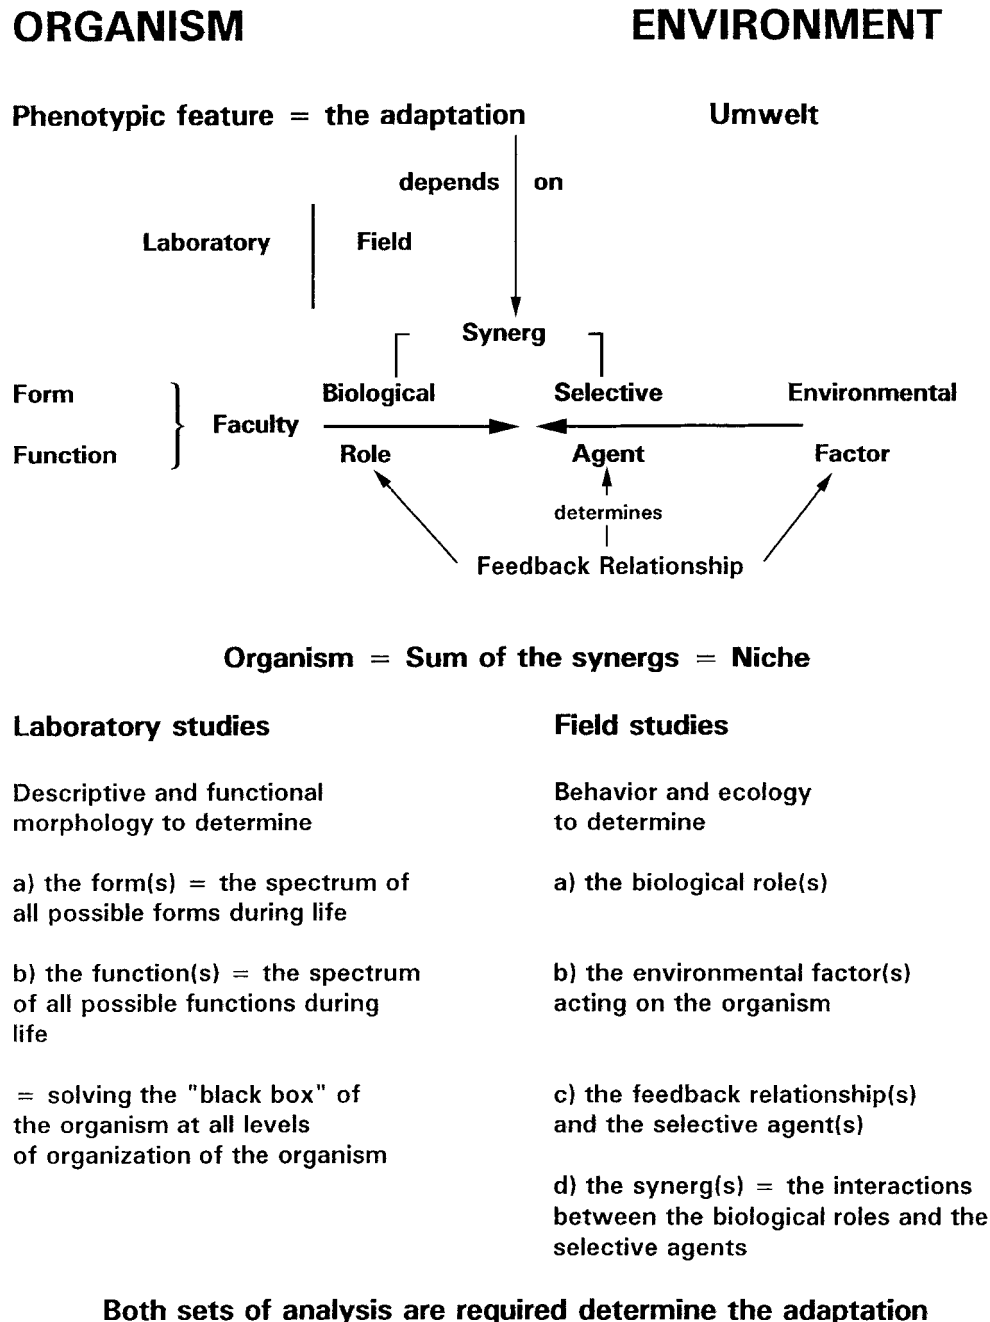 ORGANISM ENVIRONMENT
Phenotypic feature = the adaptation Umwelt
depends on
Laboratory Field
Synerg
Form Biological Selective Environmental
Faculty
Function Role Agent Factor
determines
Feedback Relationship
Organism = Sum of the synergs = Niche
Laboratory studies
Descriptive and functional
morphology to determine
a) the form(s) = the spectrum of
all possible forms during life
b) the function(s) = the spectrum
of all possible functions during
life
= solving the "black box" of
the organism at all levels
of organization of the organism
Field studies
Behavior and ecology
to determine
a) the biological role(s)
b) the environmental factor(s)
acting on the organism
c) the feedback relationship(s)
and the selective agent(s)
d) the synerg(s) = the interactions
between the biological roles and the
selective agents
Both sets of analysis are required determine the adaptation